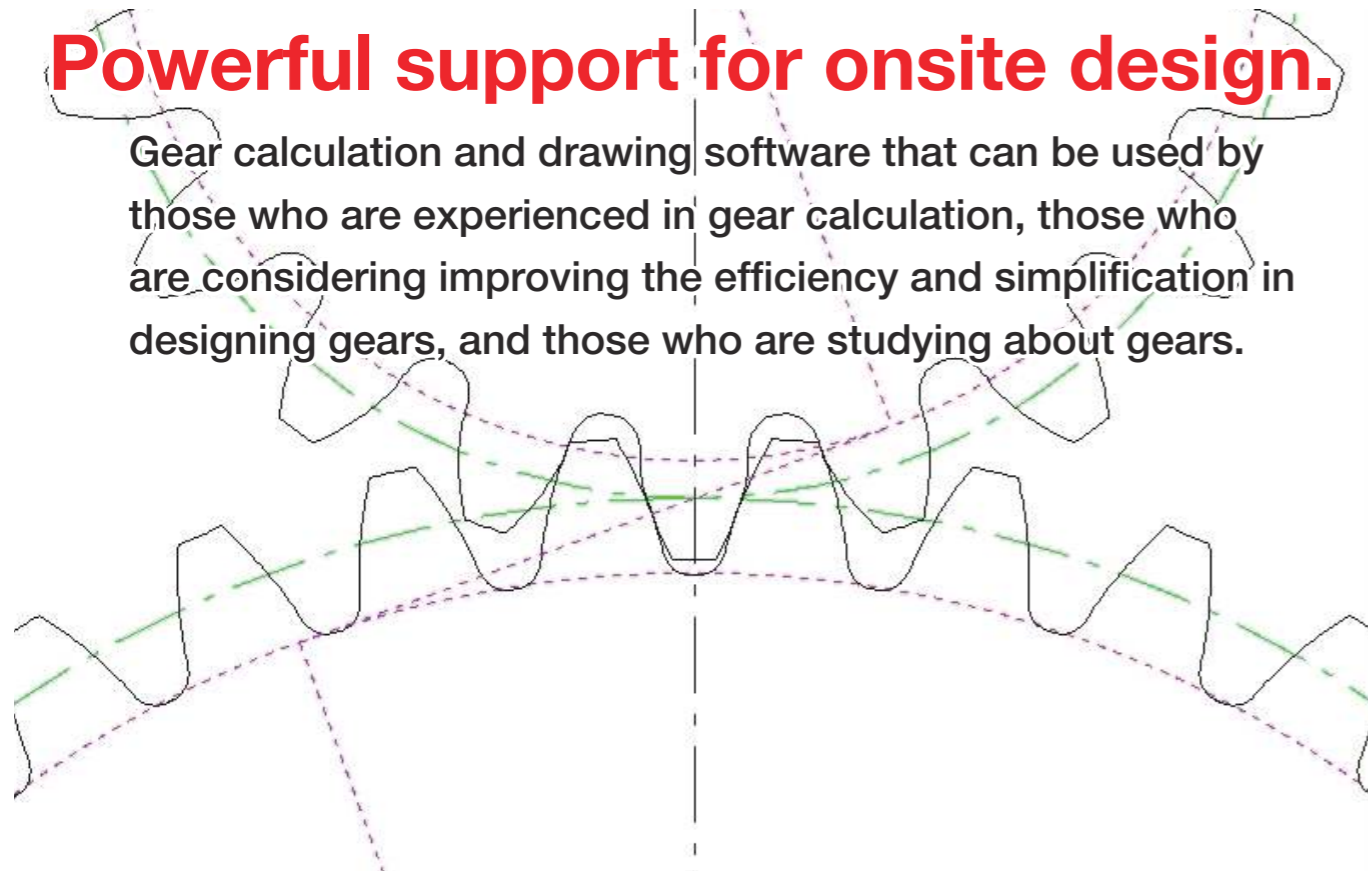 Powerful support for onsite design.
Gear calculation and drawing software that can be used by
those who are experienced in gear calculation, those who
are considering improving the efficiency and simplification in
designing gears, and those who are studying about gears.